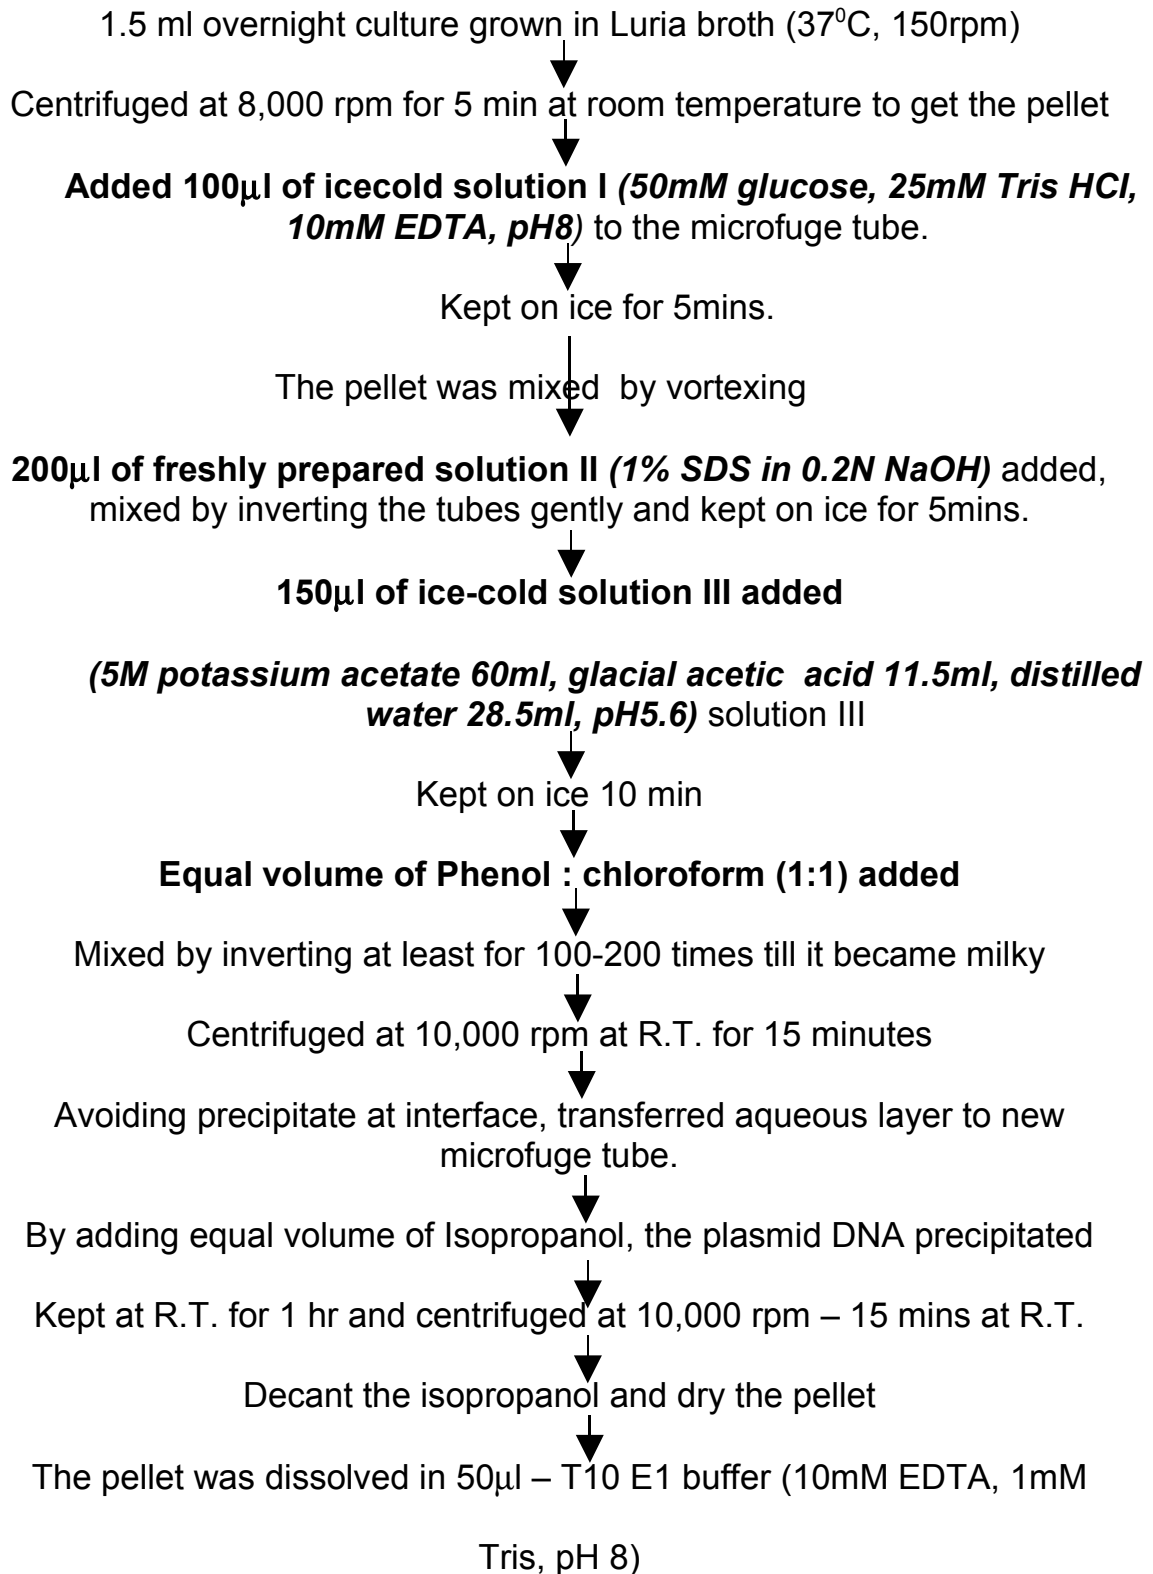 1.5 ml overnight culture grown in Luria broth (37⁰C, 150rpm)
Centrifuged at 8,000 rpm for 5 min at room temperature to get the pellet
Added 100µl of icecold solution I (50mM glucose, 25mM Tris HCl,
10mM EDTA, pH8) to the microfuge tube.
Kept on ice for 5mins.
The pellet was mixed by vortexing
200µl of freshly prepared solution II (1% SDS in 0.2N NaOH) added,
mixed by inverting the tubes gently and kept on ice for 5mins.
150µl of ice-cold solution III added
(5M potassium acetate 60ml, glacial acetic acid 11.5ml, distilled
water 28.5ml, pH5.6) solution III
Kept on ice 10 min
Equal volume of Phenol : chloroform (1:1) added
Mixed by inverting at least for 100-200 times till it became milky
Centrifuged at 10,000 rpm at R.T. for 15 minutes
Avoiding precipitate at interface, transferred aqueous layer to new
microfuge tube.
By adding equal volume of Isopropanol, the plasmid DNA precipitated
Kept at R.T. for 1 hr and centrifuged at 10,000 rpm – 15 mins at R.T.
Decant the isopropanol and dry the pellet
The pellet was dissolved in 50µl – T10 E1 buffer (10mM EDTA, 1mM
Tris, pH 8)